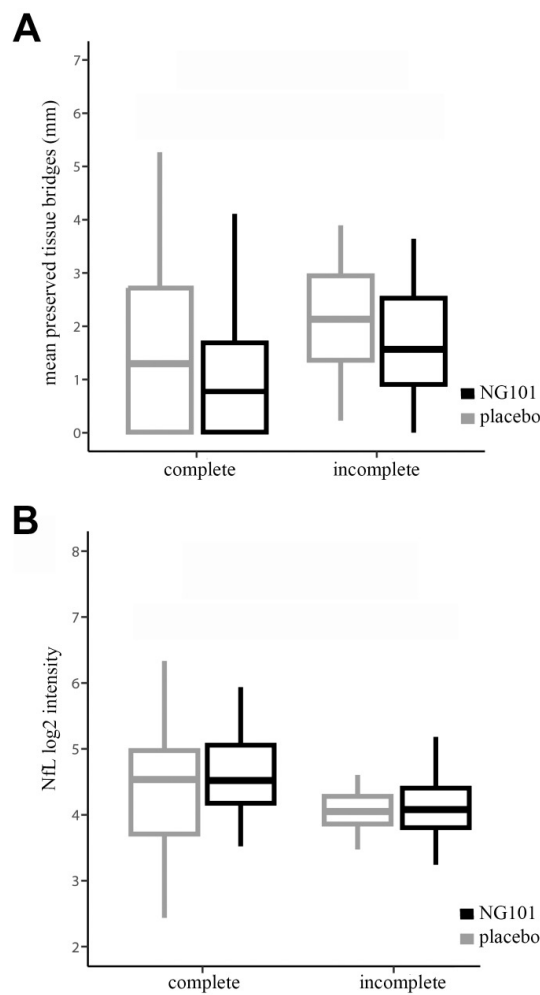 A
mean preserved tissue bridges (mm)
7
6
5
4
3
2
1
0
complete
incomplete
NG101
placebo
B
NfL log2 intensity
8
7
6
5
4
3
2
complete
incomplete
NG101
placebo